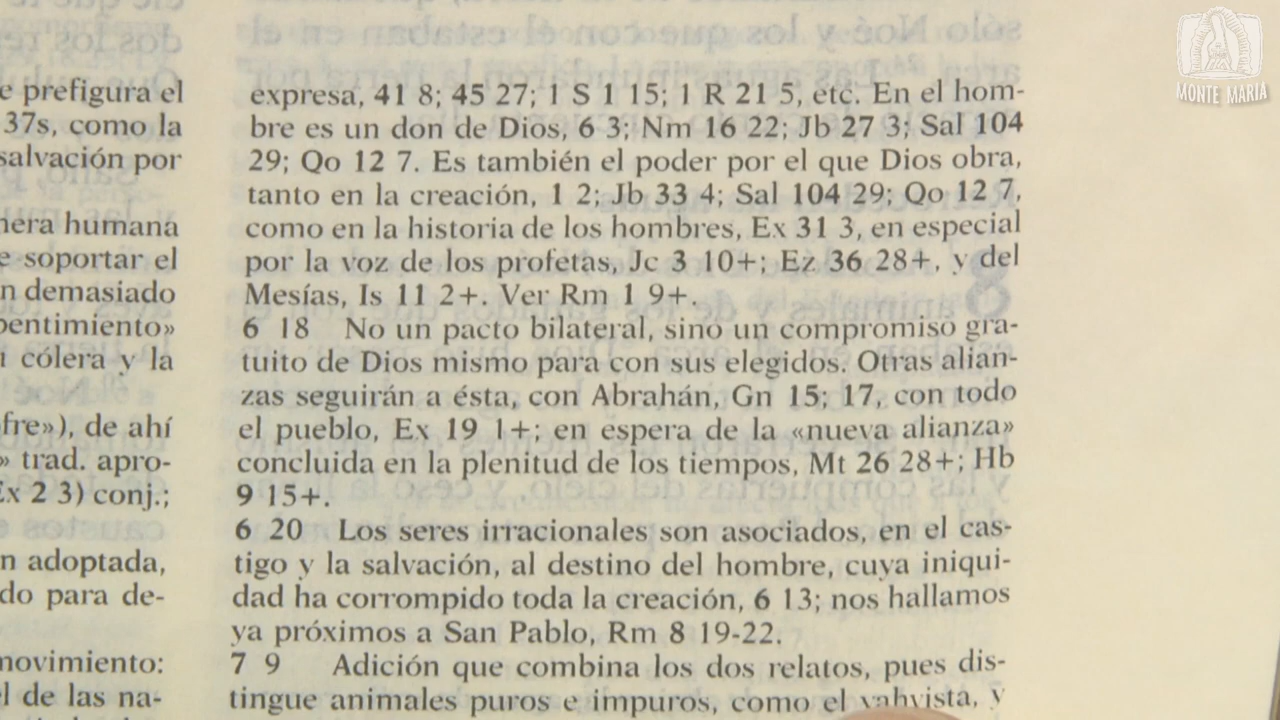 e prefigura el
37s, como la
salvación por
nera humana
e soportar el
n demasiado
pentimiento»
cólera y la
fre»), de ahí
» trad. apro-
Ex 2 3) conj.;
n adoptada,
do para de-
movimiento:
el de las na-
expresa, 41 8; 45 27; 1 S 1 15; 1 R 21 5, etc. En el hom-
bre es un don de Dios, 6 3; Nm 16 22; Jb 27 3; Sal 104
29; Qo 12 7. Es también el poder por el que Dios obra,
tanto en la creación, 1 2; Jb 33 4; Sal 104 29; Qo 12 7,
como en la historia de los hombres, Ex 31 3, en especial
por la voz de los profetas, Jc 3 10+; Ez 36 28+, y del
Mesías, Is 11 2+. Ver Rm 1 9+.
6 18 No un pacto bilateral, sino un compromiso gra-
tuito de Dios mismo para con sus elegidos. Otras alian-
zas seguirán a ésta, con Abrahán, Gn 15; 17, con todo
el pueblo, Ex 19 1+; en espera de la «nueva alianza»
concluida en la plenitud de los tiempos, Mt 26 28+; Hb
9 15+.
6 20 Los seres irracionales son asociados, en el cas-
tigo y la salvación, al destino del hombre, cuya iniqui-
dad ha corrompido toda la creación, 6 13; nos hallamos
ya próximos a San Pablo, Rm 8 19-22.
7 9 Adición que combina los dos relatos, pues dis-
tingue animales puros e impuros, como el yahvista, y
MONTE MARÍA